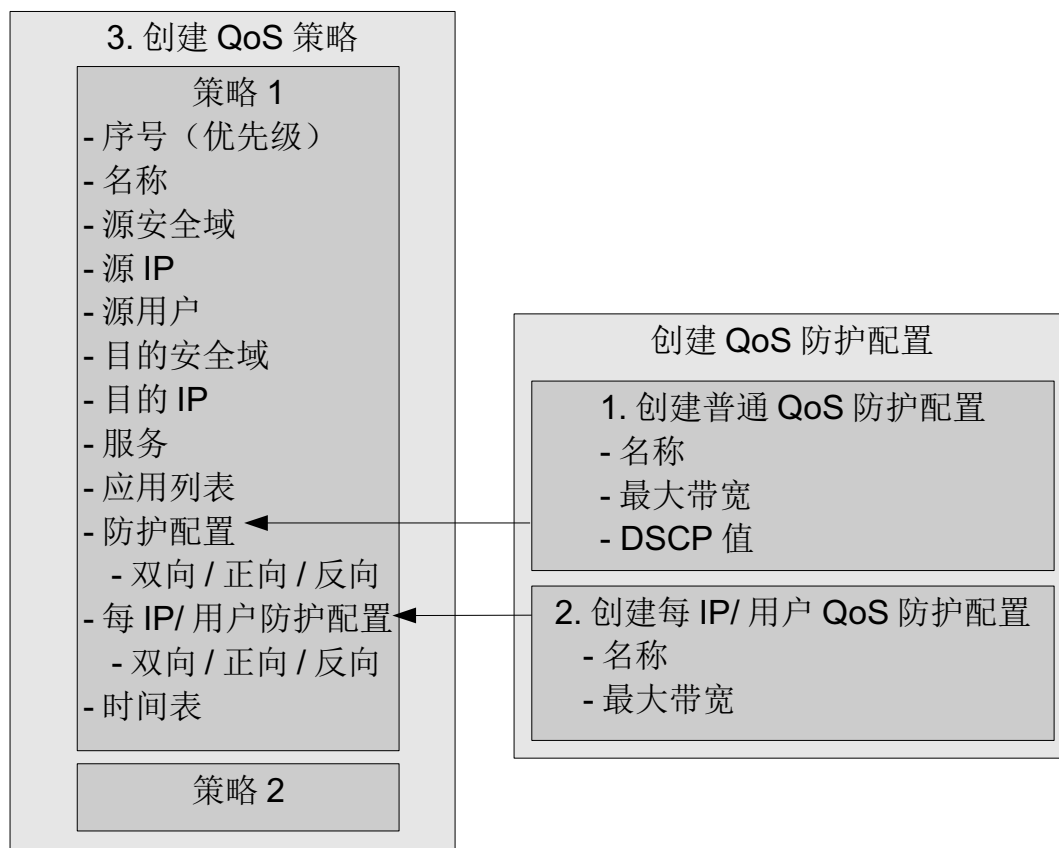 3. 创建 QoS 策略
策略 1
- 序号（优先级）
- 名称
- 源安全域
- 源 IP
- 源用户
- 目的安全域
- 目的 IP
- 服务
- 应用列表
- 防护配置
- 双向 / 正向 / 反向
- 每 IP/ 用户防护配置
- 双向 / 正向 / 反向
- 时间表
策略 2
创建 QoS 防护配置
1. 创建普通 QoS 防护配置
- 名称
- 最大带宽
- DSCP 值
2. 创建每 IP/ 用户 QoS 防护配置
- 名称
- 最大带宽